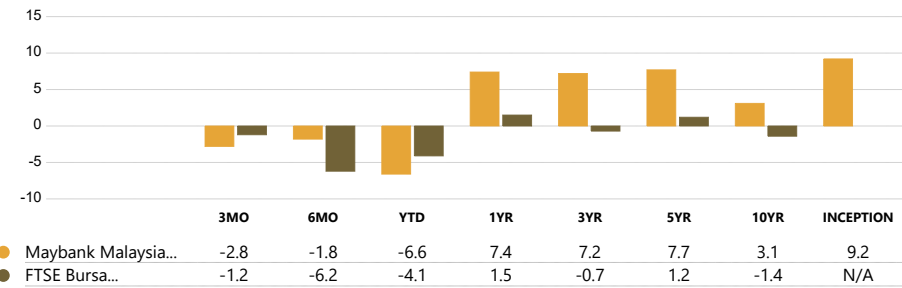 15
10
5
0
-5
-10
3MO 6MO YTD 1YR 3YR 5YR 10YR INCEPTION
Maybank Malaysia... -2.8 -1.8 -6.6 7.4 7.2 7.7 3.1 9.2
FTSE Bursa... -1.2 -6.2 -4.1 1.5 -0.7 1.2 -1.4 N/A